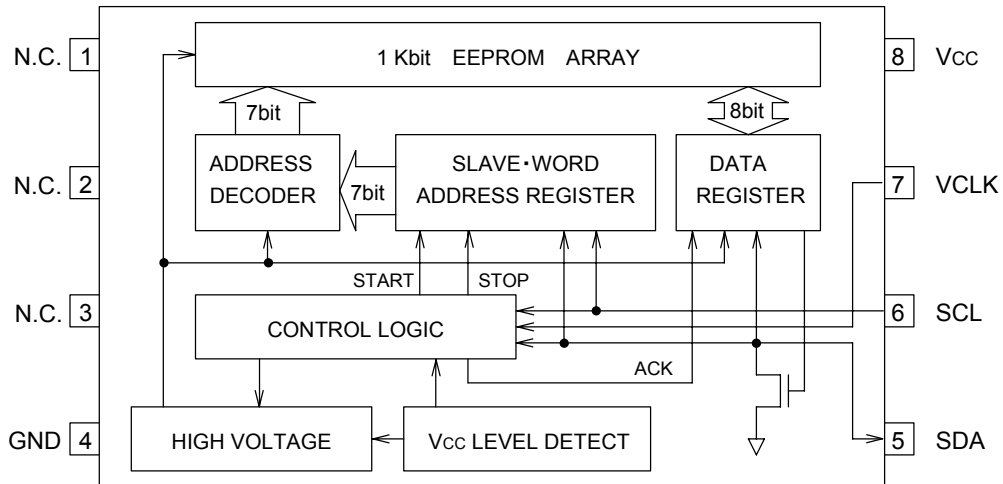 N.C. 1
1 Kbit EEPROM ARRAY
8 Vcc
7bit
8bit
N.C. 2
ADDRESS
DECODER
7bit
SLAVE・WORD
ADDRESS REGISTER
DATA
REGISTER
7 VCLK
START
STOP
N.C. 3
CONTROL LOGIC
6 SCL
ACK
GND 4
HIGH VOLTAGE
Vcc LEVEL DETECT
5 SDA